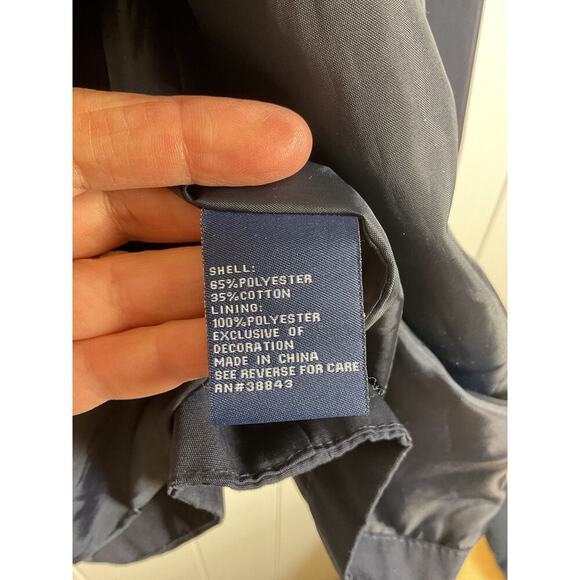 SHELL:
65%POLYESTER
35%COTTON
LINING:
100%POLYESTER
EXCLUSIVE OF
DECORATION
MADE IN CHINA
SEE REVERSE FOR CARE
RN#38843